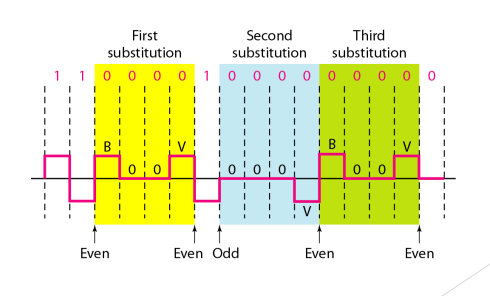 First substitution
Second substitution
Third substitution
1 1 0 0 0 0 1 0 0 0 0 0 0 0 0 0
B 0 0 V 0 0 0 V B 0 0 V
Even Even Odd Even Even